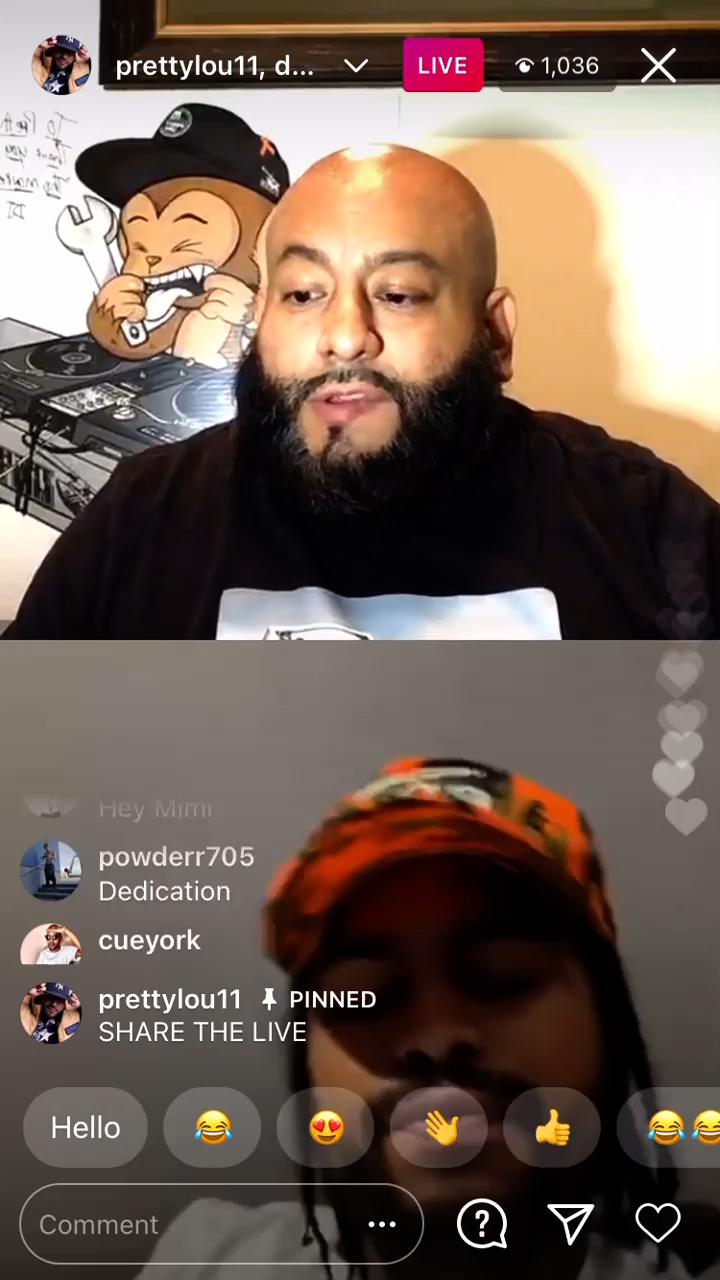 prettylou11, d...
LIVE
1,036
Hey Mimi
powderr705
Dedication
cueyork
prettylou11 PINNED
SHARE THE LIVE
Hello
Comment